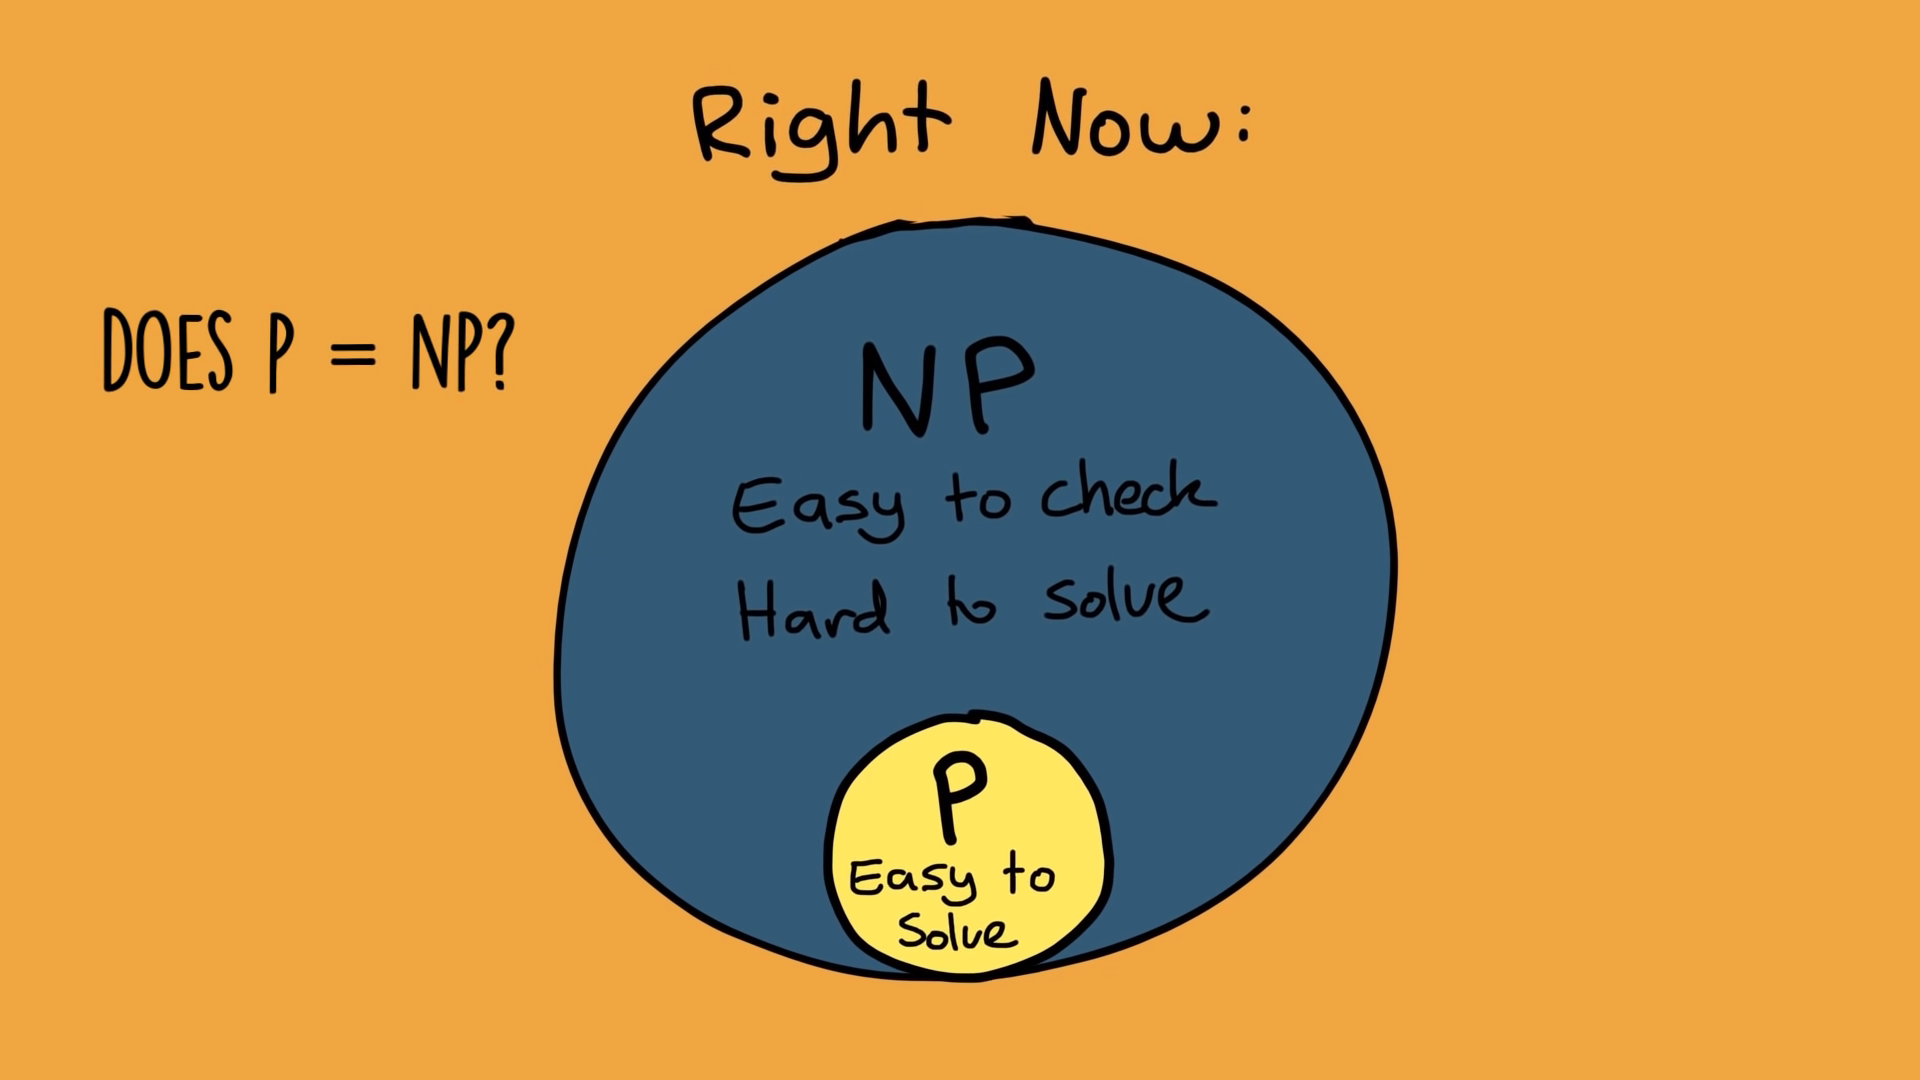 Right Now:
DOES P = NP?
NP
Easy to check
Hard to solve
P
Easy to
Solve